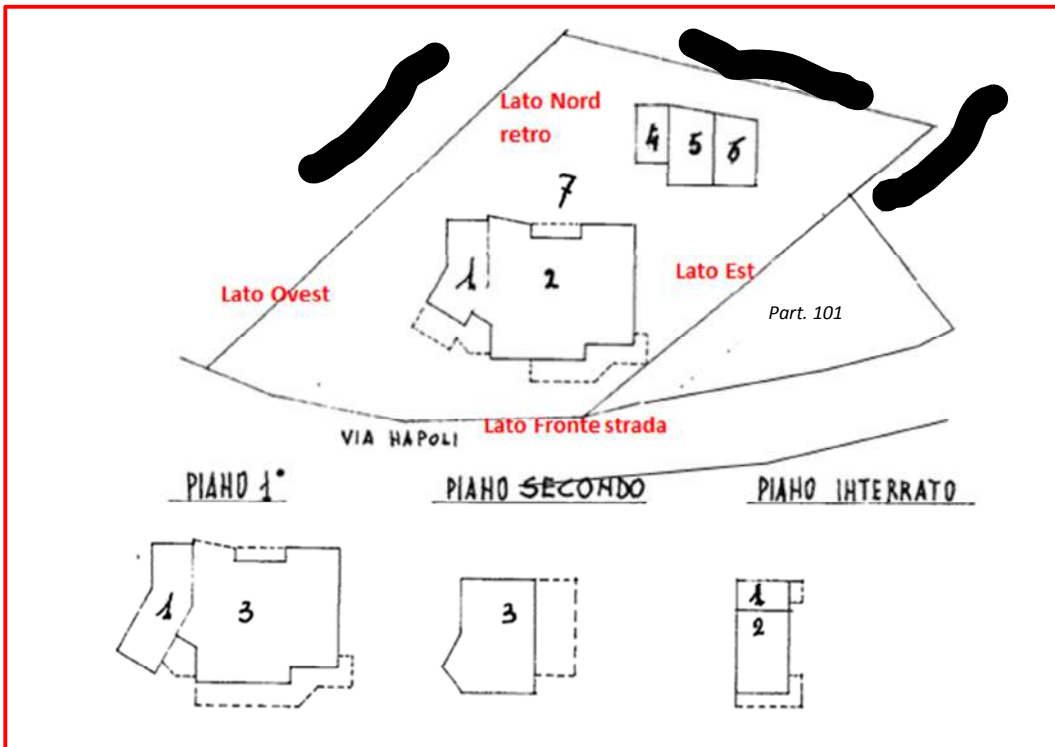 Lato Nord
retro
4 5 6
7
1 2
Lato Est
Lato Ovest
Part. 101
Lato Fronte strada
VIA NAPOLI
PIANO 1°
PIANO SECONDO
PIANO INTERRATO
1 3
3
1
2